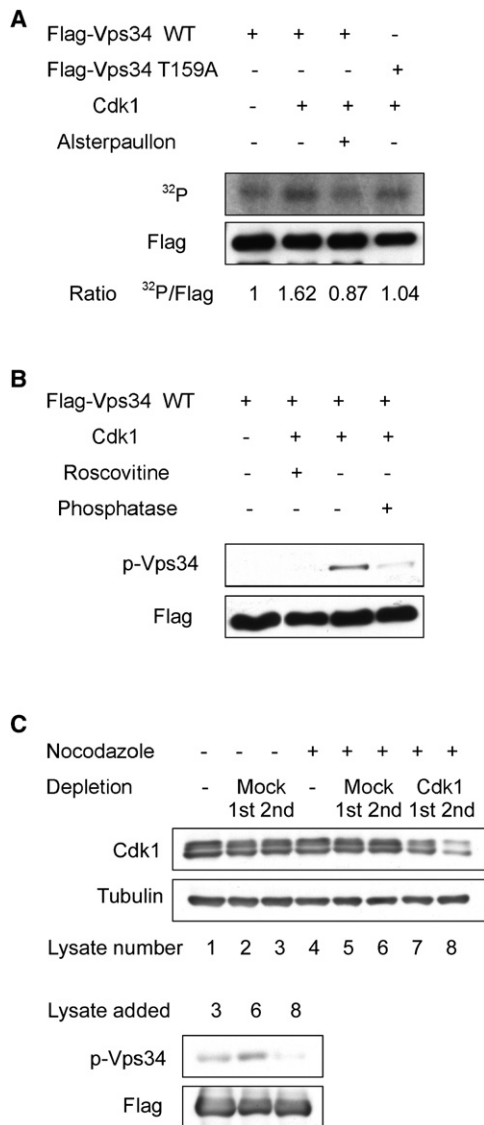 A
Flag-Vps34 WT + + + -
Flag-Vps34 T159A - - - +
Cdk1 - + + +
Alsterpaullon - - + -
32P
Flag
Ratio 32P/Flag 1 1.62 0.87 1.04
B
Flag-Vps34 WT + + + +
Cdk1 - + + +
Roscovitine - + - -
Phosphatase - - - +
p-Vps34
Flag
C
Nocodazole - - - + + + + +
Depletion - Mock - Mock Cdk1
1st 2nd 1st 2nd 1st 2nd
Cdk1
Tubulin
Lysate number 1 2 3 4 5 6 7 8
Lysate added 3 6 8
p-Vps34
Flag